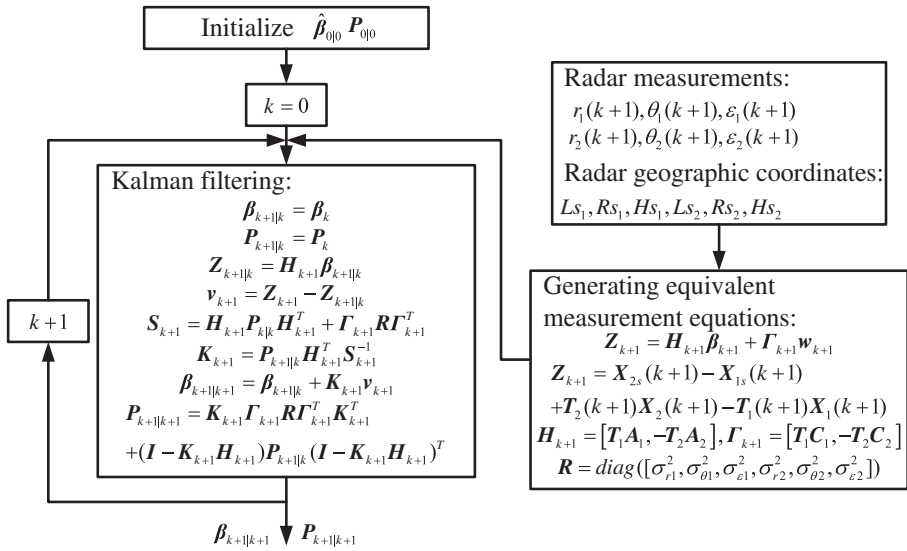 Initialize β̂₀|₀ P₀|₀
k = 0
Kalman filtering:
βₖ₊₁|ₖ = βₖ
Pₖ₊₁|ₖ = Pₖ
Zₖ₊₁|ₖ = Hₖ₊₁βₖ₊₁|ₖ
vₖ₊₁ = Zₖ₊₁ − Zₖ₊₁|ₖ
Sₖ₊₁ = Hₖ₊₁Pₖ|ₖHᵀₖ₊₁ + Γₖ₊₁RΓᵀₖ₊₁
Kₖ₊₁ = Pₖ₊₁|ₖHᵀₖ₊₁S⁻¹ₖ₊₁
βₖ₊₁|ₖ₊₁ = βₖ₊₁|ₖ + Kₖ₊₁vₖ₊₁
Pₖ₊₁|ₖ₊₁ = Kₖ₊₁Γₖ₊₁RΓᵀₖ₊₁Kᵀₖ₊₁
+(I − Kₖ₊₁Hₖ₊₁)Pₖ₊₁|ₖ(I − Kₖ₊₁Hₖ₊₁)ᵀ
k+1
βₖ₊₁|ₖ₊₁ Pₖ₊₁|ₖ₊₁
Radar measurements:
r₁(k+1),θ₁(k+1),ε₁(k+1)
r₂(k+1),θ₂(k+1),ε₂(k+1)
Radar geographic coordinates:
Ls₁,Rs₁,Hs₁,Ls₂,Rs₂,Hs₂
Generating equivalent
measurement equations:
Zₖ₊₁ = Hₖ₊₁βₖ₊₁ + Γₖ₊₁wₖ₊₁
Zₖ₊₁ = X₂ₛ(k+1) − X₁ₛ(k+1)
+T₂(k+1)X₂(k+1) − T₁(k+1)X₁(k+1)
Hₖ₊₁ = [T₁A₁,−T₂A₂],Γₖ₊₁ = [T₁C₁,−T₂C₂]
R = diag([σ²ᵣ₁,σ²θ₁,σ²ε₁,σ²ᵣ₂,σ²θ₂,σ²ε₂])